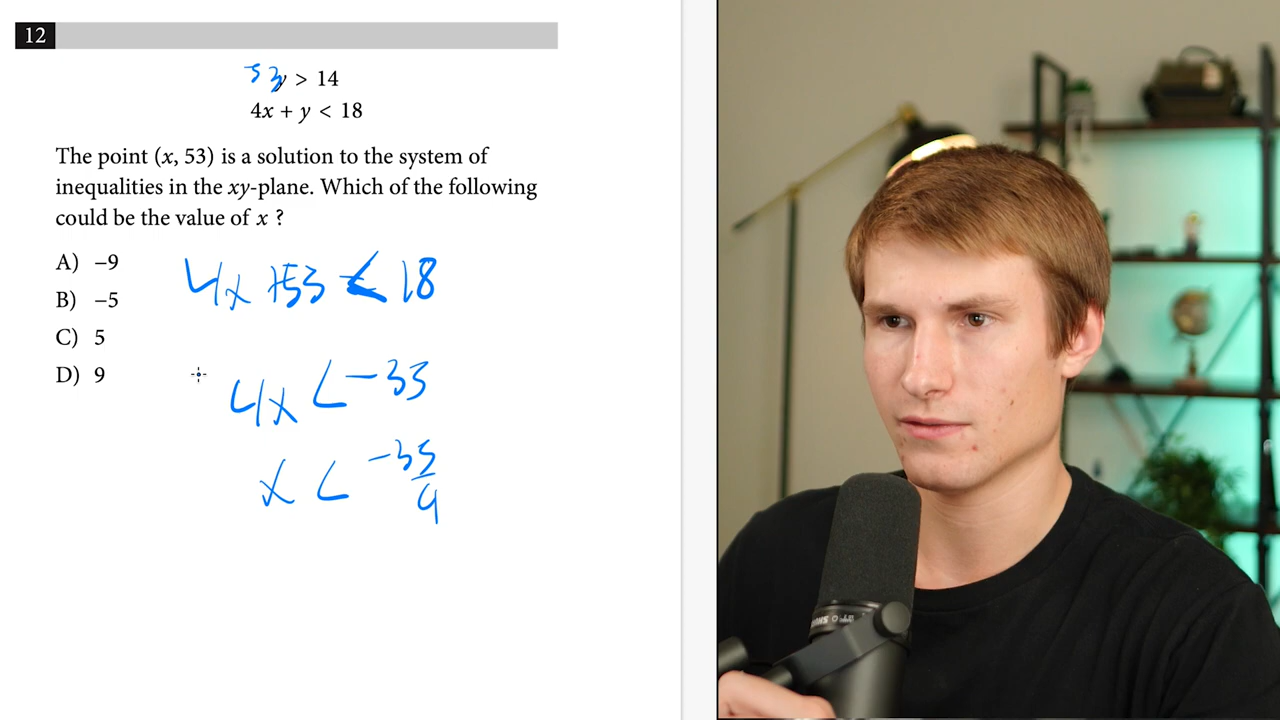 12
53
y > 14
4x + y < 18
The point (x, 53) is a solution to the system of
inequalities in the xy-plane. Which of the following
could be the value of x ?
A) −9
B) −5
C) 5
D) 9
4x +53 < 18
4x < -35
x < -35/4
SHURE